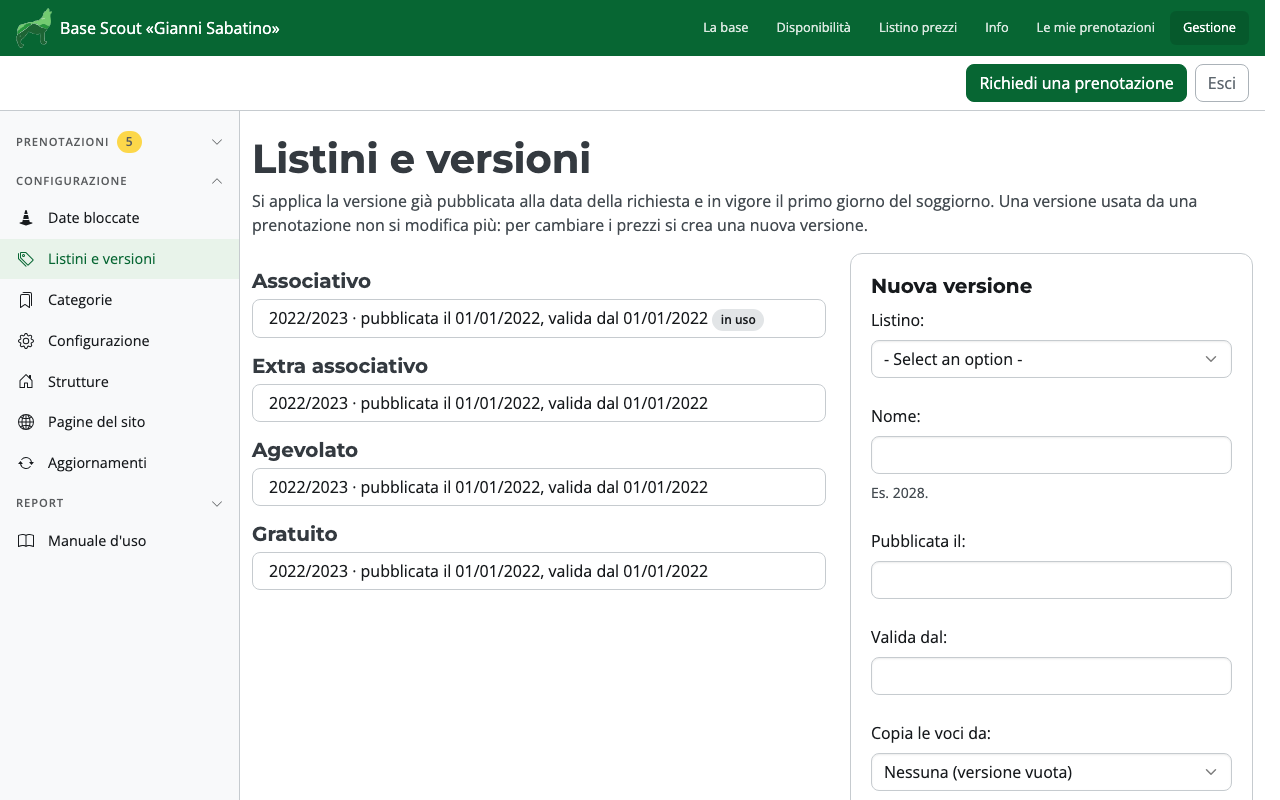 Base Scout «Gianni Sabatino»
La base
Disponibilità
Listino prezzi
Info
Le mie prenotazioni
Gestione
Richiedi una prenotazione
Esci
PRENOTAZIONI 5
CONFIGURAZIONE
Date bloccate
Listini e versioni
Categorie
Configurazione
Strutture
Pagine del sito
Aggiornamenti
REPORT
Manuale d'uso
Listini e versioni
Si applica la versione già pubblicata alla data della richiesta e in vigore il primo giorno del soggiorno. Una versione usata da una
prenotazione non si modifica più: per cambiare i prezzi si crea una nuova versione.
Associativo
2022/2023 · pubblicata il 01/01/2022, valida dal 01/01/2022 in uso
Extra associativo
2022/2023 · pubblicata il 01/01/2022, valida dal 01/01/2022
Agevolato
2022/2023 · pubblicata il 01/01/2022, valida dal 01/01/2022
Gratuito
2022/2023 · pubblicata il 01/01/2022, valida dal 01/01/2022
Nuova versione
Listino:
- Select an option -
Nome:
Es. 2028.
Pubblicata il:
Valida dal:
Copia le voci da:
Nessuna (versione vuota)